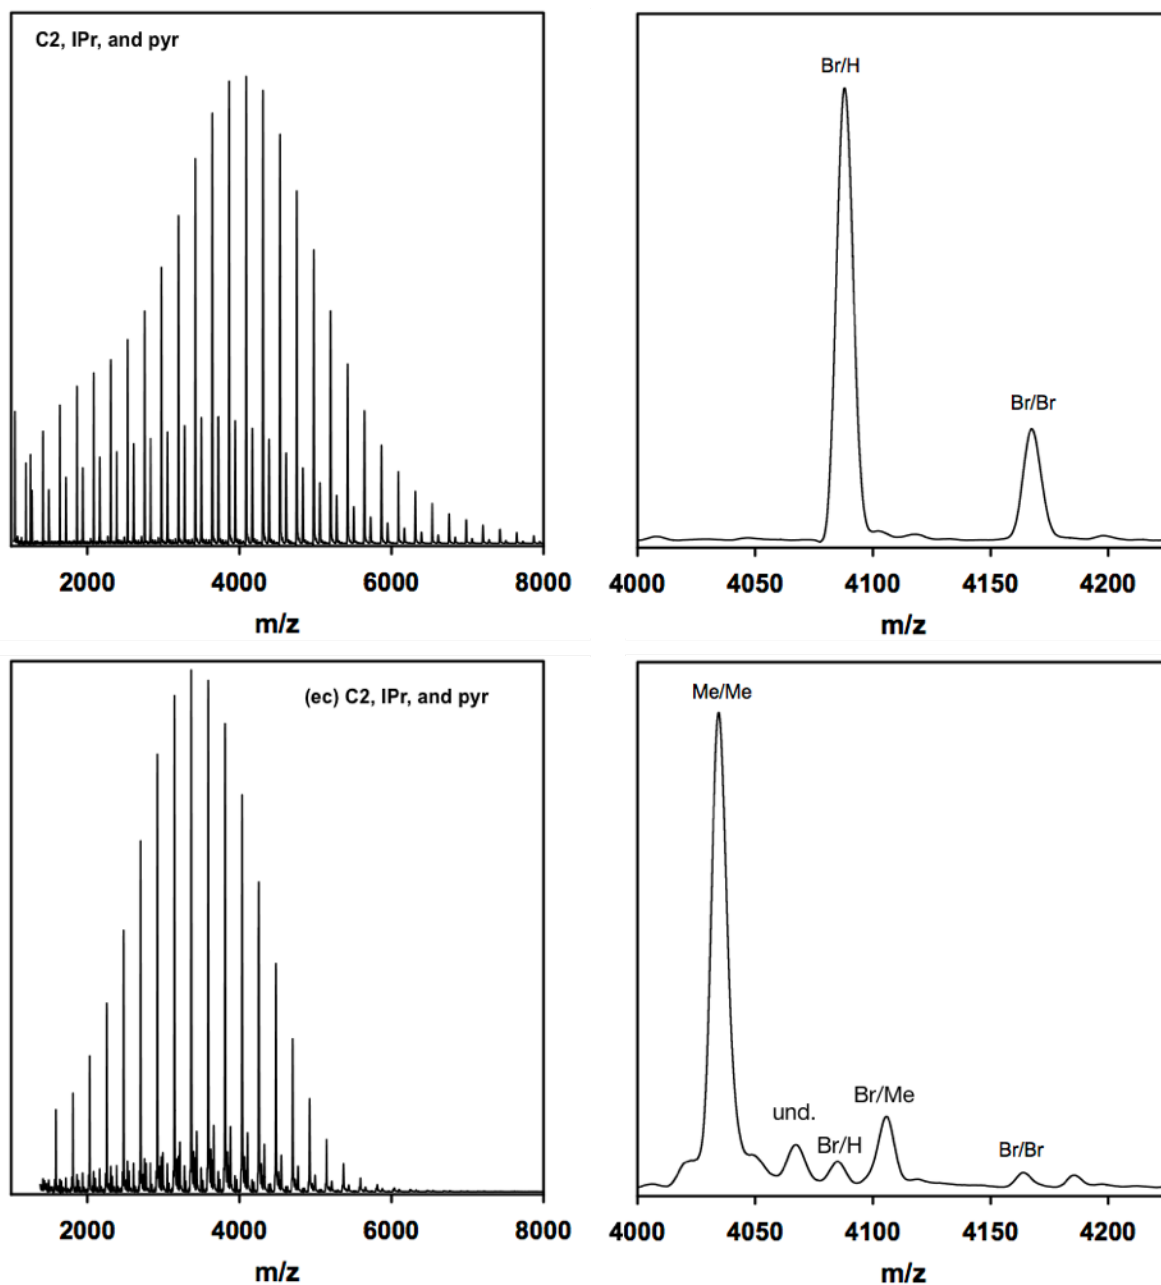 C2, IPr, and pyr
2000 4000 6000 8000
m/z
Br/H
Br/Br
4000 4050 4100 4150 4200
m/z
(ec) C2, IPr, and pyr
2000 4000 6000 8000
m/z
Me/Me
und.
Br/H
Br/Me
Br/Br
4000 4050 4100 4150 4200
m/z